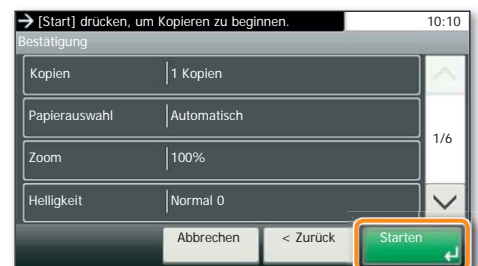 → [Start] drücken, um Kopieren zu beginnen. 10:10
Bestätigung
Kopien 1 Kopien
Papierauswahl Automatisch
1/6
Zoom 100%
Helligkeit Normal 0
Abbrechen < Zurück Starten